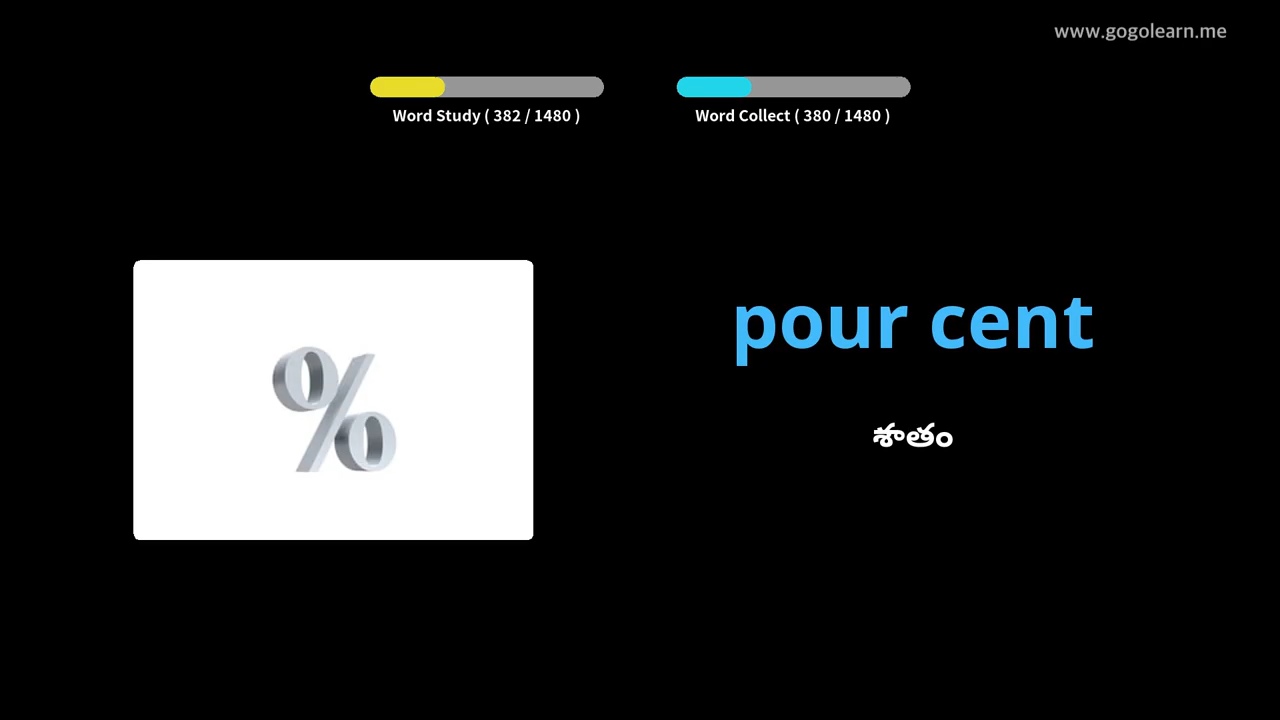 www.gogolearn.me
Word Study ( 382 / 1480 )
Word Collect ( 380 / 1480 )
%
pour cent
శాతం